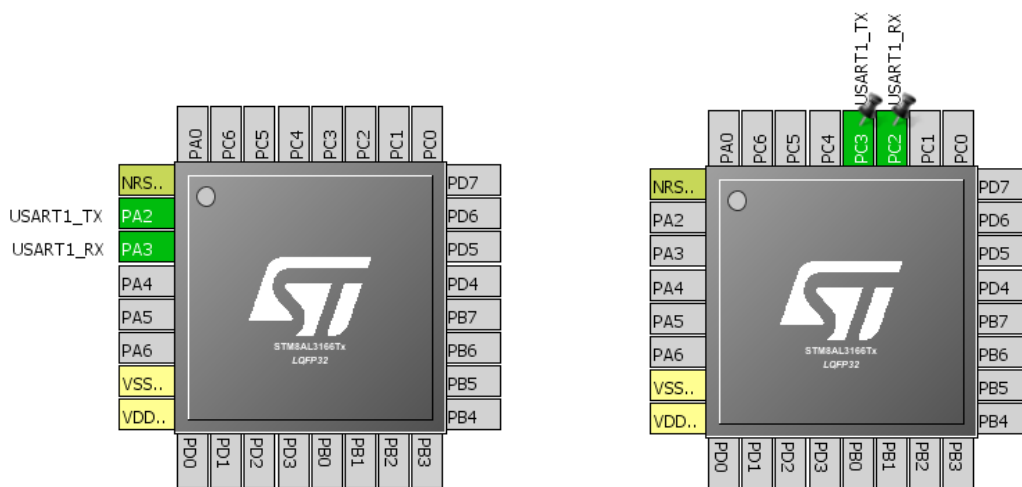 PA0 PC6 PC5 PC4 PC3 PC2 PC1 PC0
NRS..
USART1_TX PA2
USART1_RX PA3
PA4
PA5
PA6
VSS..
VDD..
PD7
PD6
PD5
PD4
PB7
PB6
PB5
PB4
ST
STM8AL3166Tx
LQFP32
PD0 PD1 PD2 PD3 PB0 PB1 PB2 PB3
USART1_TX
USART1_RX
PA0 PC6 PC5 PC4 PC3 PC2 PC1 PC0
NRS..
PA2
PA3
PA4
PA5
PA6
VSS..
VDD..
PD7
PD6
PD5
PD4
PB7
PB6
PB5
PB4
ST
STM8AL3166Tx
LQFP32
PD0 PD1 PD2 PD3 PB0 PB1 PB2 PB3